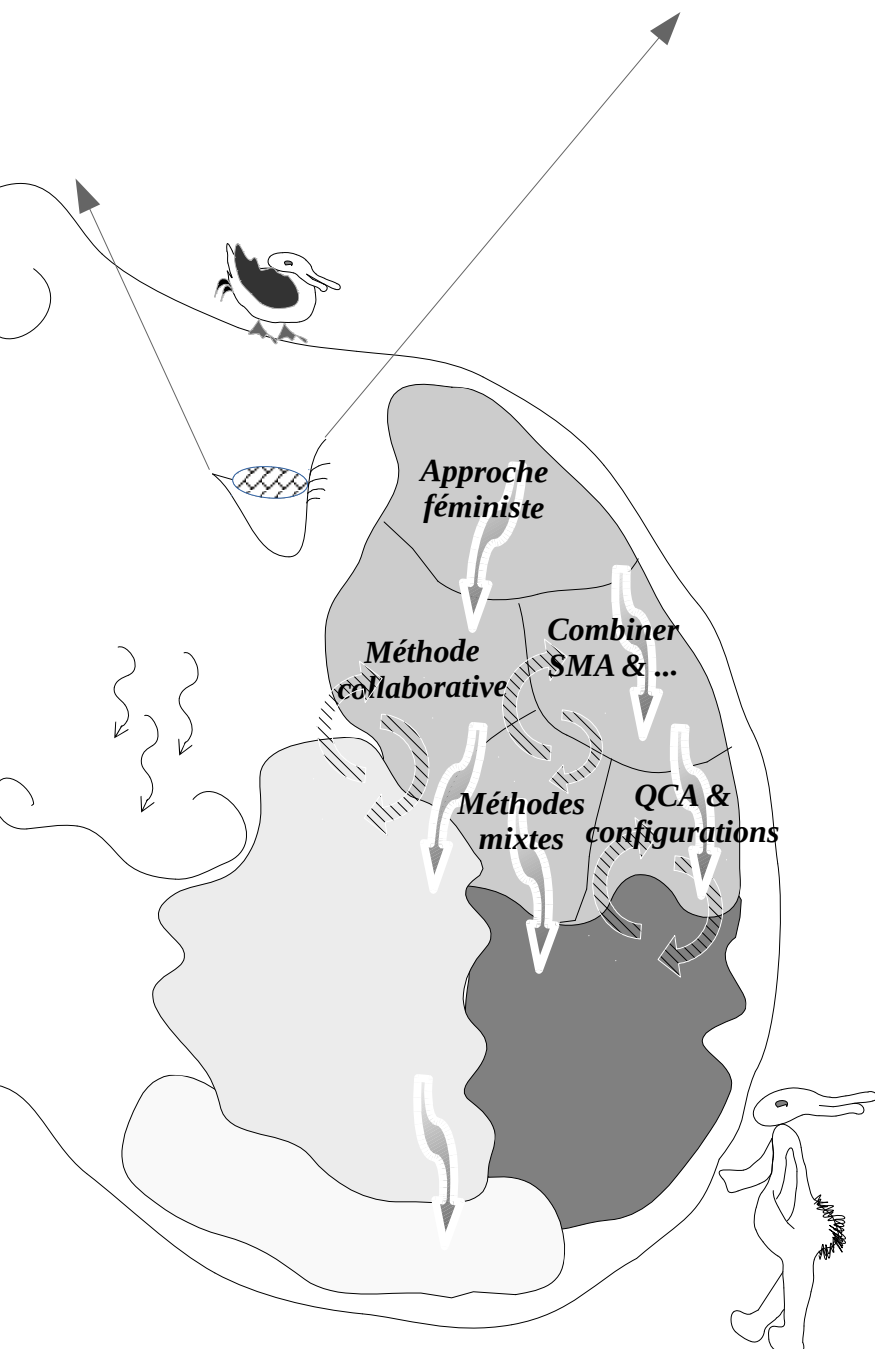 Approche
féministe
Combiner
SMA & ...
Méthode
collaborative
Méthodes
mixtes
QCA &
configurations